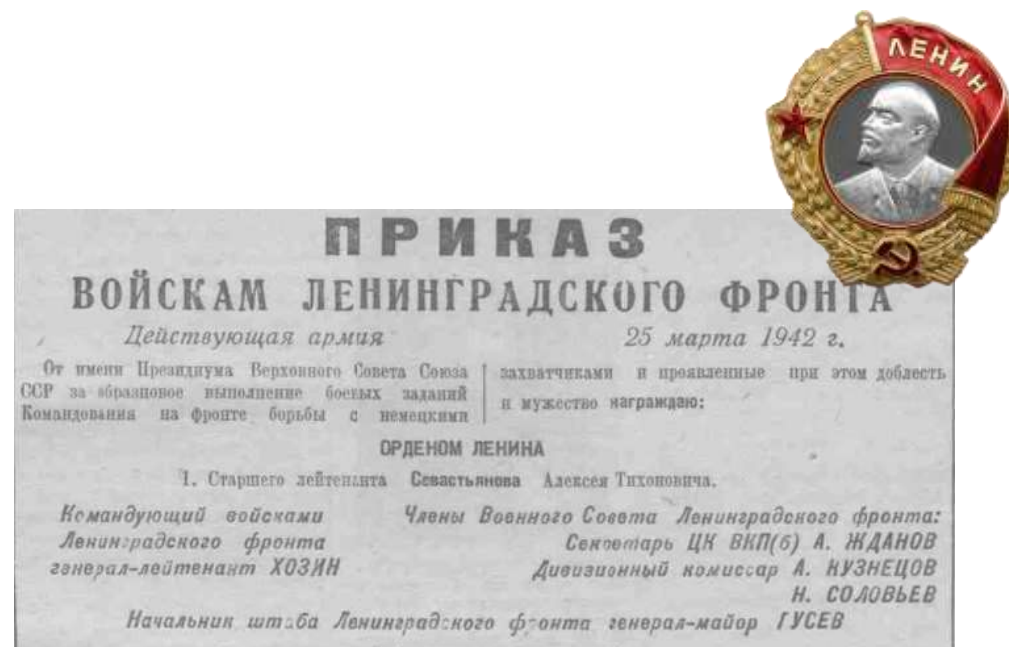 ЛЕНИН
ПРИКАЗ
ВОЙСКАМ ЛЕНИНГРАДСКОГО ФРОНТА
Действующая армия 25 марта 1942 г.
От имени Президиума Верховного Совета Союза
ССР за образцовое выполнение боевых заданий
Командования на фронте борьбы с немецкими
захватчиками и проявленные при этом доблесть
и мужество награждаю:
ОРДЕНОМ ЛЕНИНА
1. Старшего лейтенанта Севастьянова Алексея Тихоновича.
Командующий войсками
Ленинградского фронта
генерал-лейтенант ХОЗИН
Члены Военного Совета Ленинградского фронта:
Секретарь ЦК ВКП(б) А. ЖДАНОВ
Дивизионный комиссар А. КУЗНЕЦОВ
Н. СОЛОВЬЕВ
Начальник штаба Ленинградского фронта генерал-майор ГУСЕВ